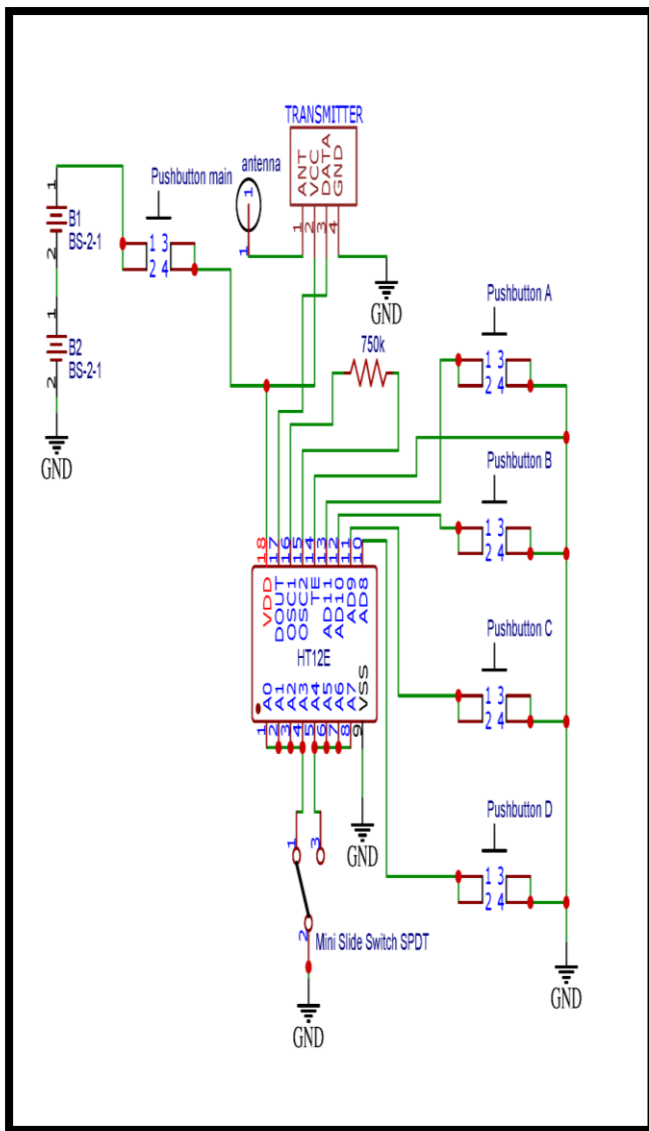 TRANSMITTER
ANT
VCC
DATA
GND
1
2
3
4
antenna
1
1
Pushbutton main
1 3
2 4
1
B1
BS-2-1
2
1
B2
BS-2-1
2
GND
GND
750k
Pushbutton A
1 3
2 4
Pushbutton B
1 3
2 4
Pushbutton C
1 3
2 4
Pushbutton D
1 3
2 4
GND
18
17
16
15
14
13
12
11
10
VDD
DOUT
OSC1
OSC2
TE
AD11
AD10
AD9
AD8
HT12E
A0
A1
A2
A3
A4
A5
A6
A7
VSS
1
2
3
4
5
6
7
8
9
GND
1
3
2
Mini Slide Switch SPDT
GND